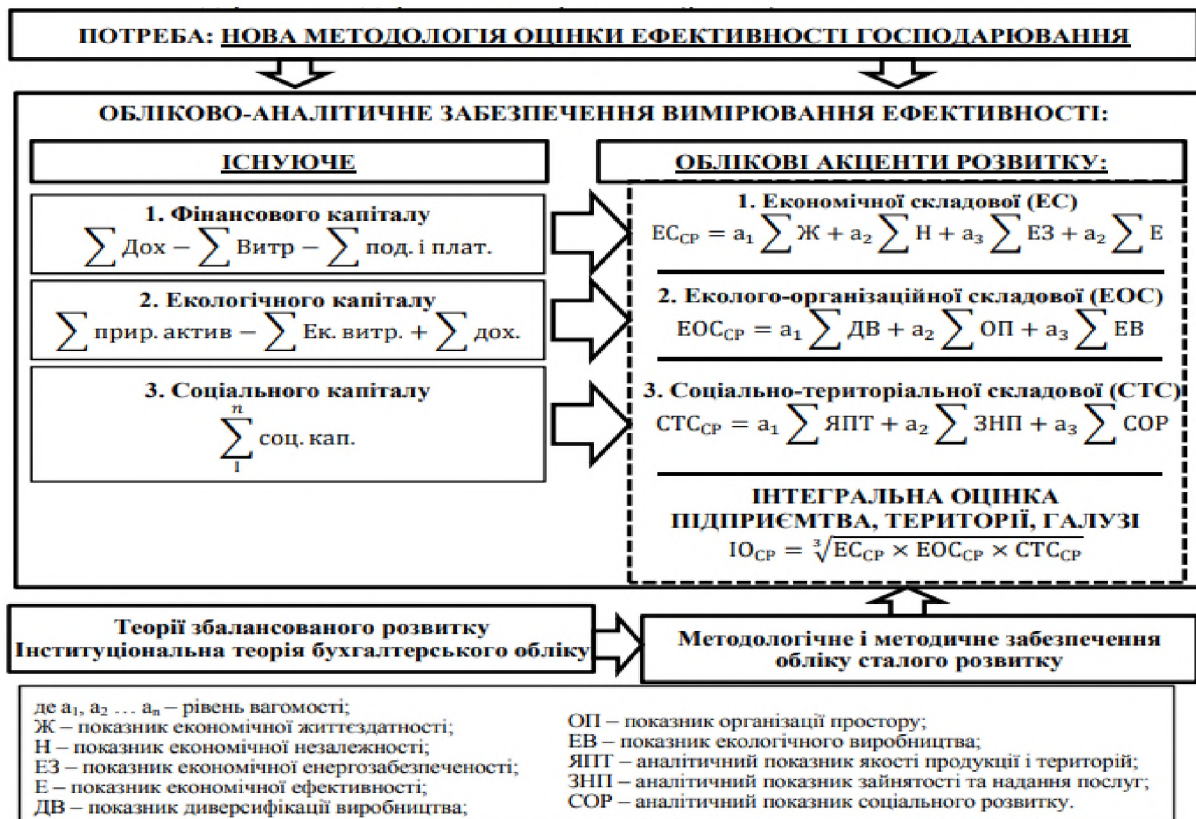 ПОТРЕБА: НОВА МЕТОДОЛОГІЯ ОЦІНКИ ЕФЕКТИВНОСТІ ГОСПОДАРЮВАННЯ
ОБЛІКОВО-АНАЛІТИЧНЕ ЗАБЕЗПЕЧЕННЯ ВИМІРЮВАННЯ ЕФЕКТИВНОСТІ:
ІСНУЮЧЕ
1. Фінансового капіталу
∑ Дох − ∑ Витр − ∑ под. і плат.
2. Екологічного капіталу
∑ прир. актив − ∑ Ек. витр. + ∑ дох.
3. Соціального капіталу
n
∑ соц. кап.
1
ОБЛІКОВІ АКЦЕНТИ РОЗВИТКУ:
1. Економічної складової (ЕС)
ЕС_СР = a₁ ∑ Ж + a₂ ∑ Н + a₃ ∑ ЕЗ + a₂ ∑ Е
2. Еколого-організаційної складової (ЕОС)
ЕОС_СР = a₁ ∑ ДВ + a₂ ∑ ОП + a₃ ∑ ЕВ
3. Соціально-територіальної складової (СТС)
СТС_СР = a₁ ∑ ЯПТ + a₂ ∑ ЗНП + a₃ ∑ СОР
ІНТЕГРАЛЬНА ОЦІНКА
ПІДПРИЄМТВА, ТЕРИТОРІЇ, ГАЛУЗІ
ІО_СР = ∛(ЕС_СР × ЕОС_СР × СТС_СР)
Теорії збалансованого розвитку
Інституціональна теорія бухгалтерського обліку
Методологічне і методичне забезпечення
обліку сталого розвитку
де a₁, a₂ ... aₙ – рівень вагомості;
Ж – показник економічної життєздатності;
Н – показник економічної незалежності;
ЕЗ – показник економічної енергозабезпеченості;
Е – показник економічної ефективності;
ДВ – показник диверсифікації виробництва;
ОП – показник організації простору;
ЕВ – показник екологічного виробництва;
ЯПТ – аналітичний показник якості продукції і територій;
ЗНП – аналітичний показник зайнятості та надання послуг;
СОР – аналітичний показник соціального розвитку.